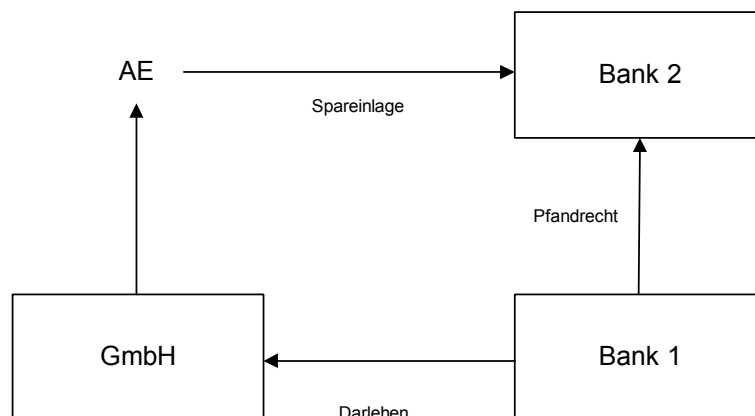 AE
Bank 2
Spareinlage
Pfandrecht
GmbH
Bank 1
Darlehen